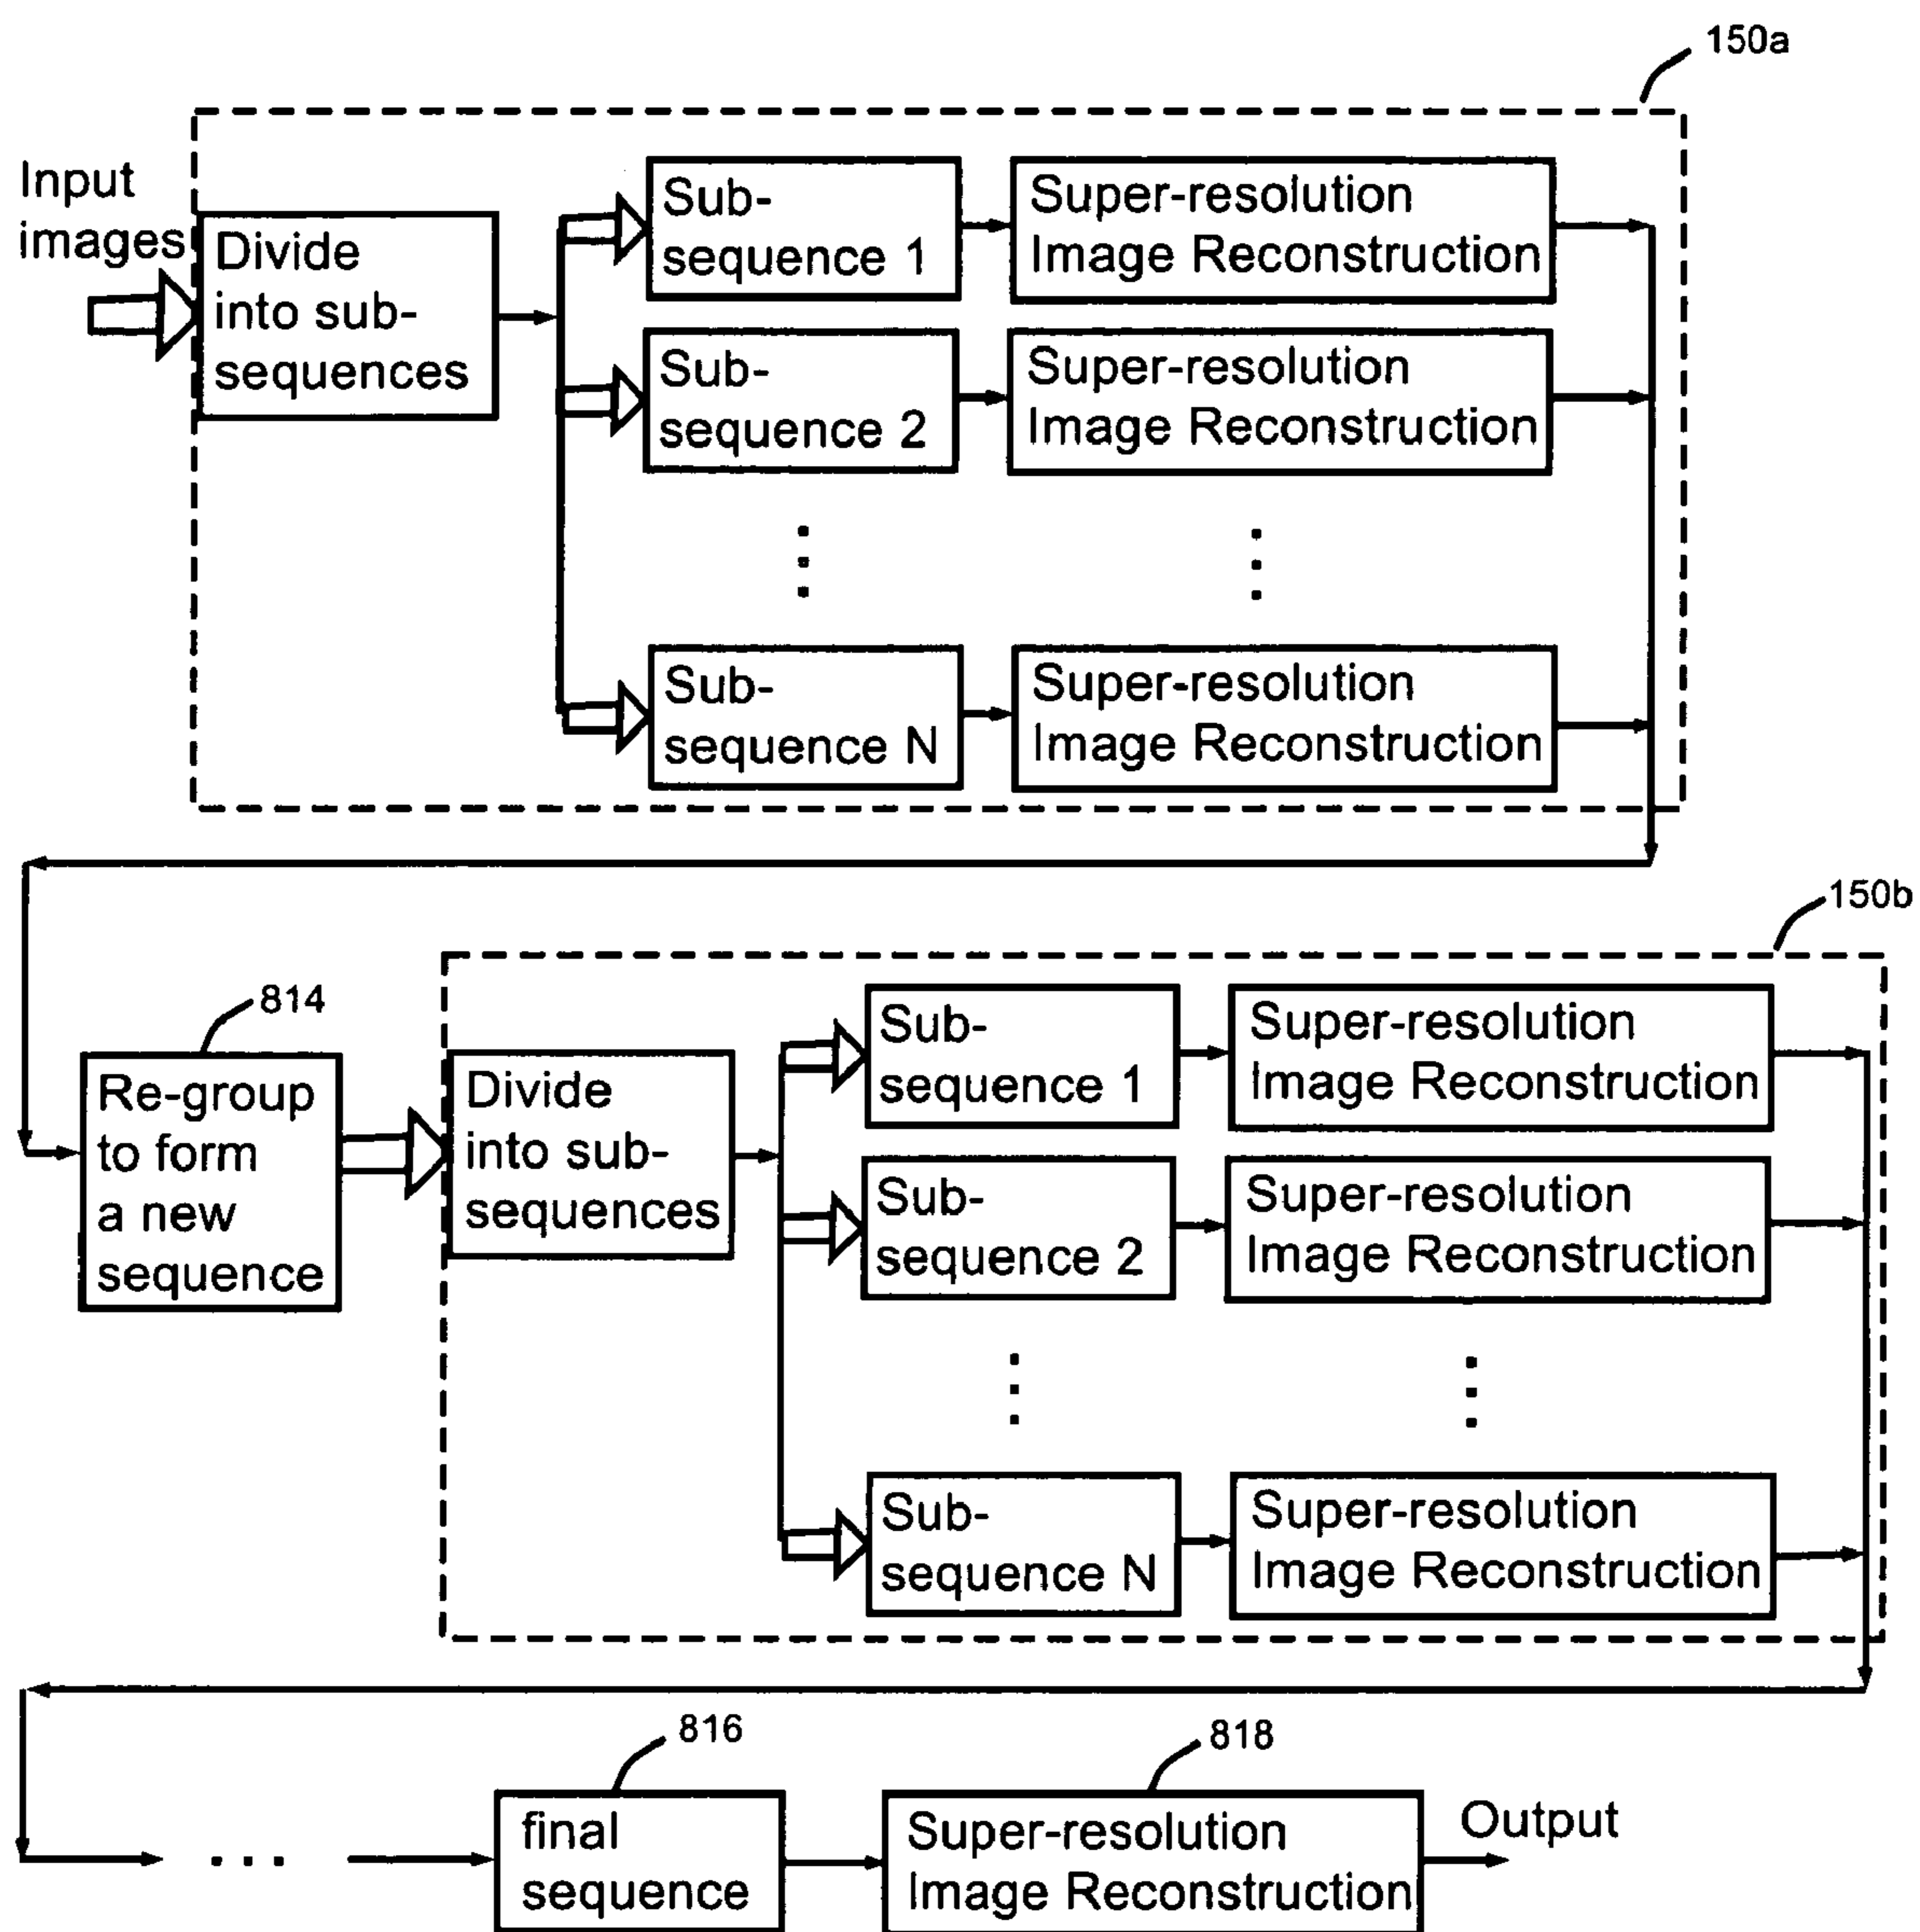 150a
Input
images
Divide
into sub-
sequences
Sub-
sequence 1
Super-resolution
Image Reconstruction
Sub-
sequence 2
Super-resolution
Image Reconstruction
Sub-
sequence N
Super-resolution
Image Reconstruction
150b
814
Re-group
to form
a new
sequence
Divide
into sub-
sequences
Sub-
sequence 1
Super-resolution
Image Reconstruction
Sub-
sequence 2
Super-resolution
Image Reconstruction
Sub-
sequence N
Super-resolution
Image Reconstruction
816
818
...
final
sequence
Super-resolution
Image Reconstruction
Output